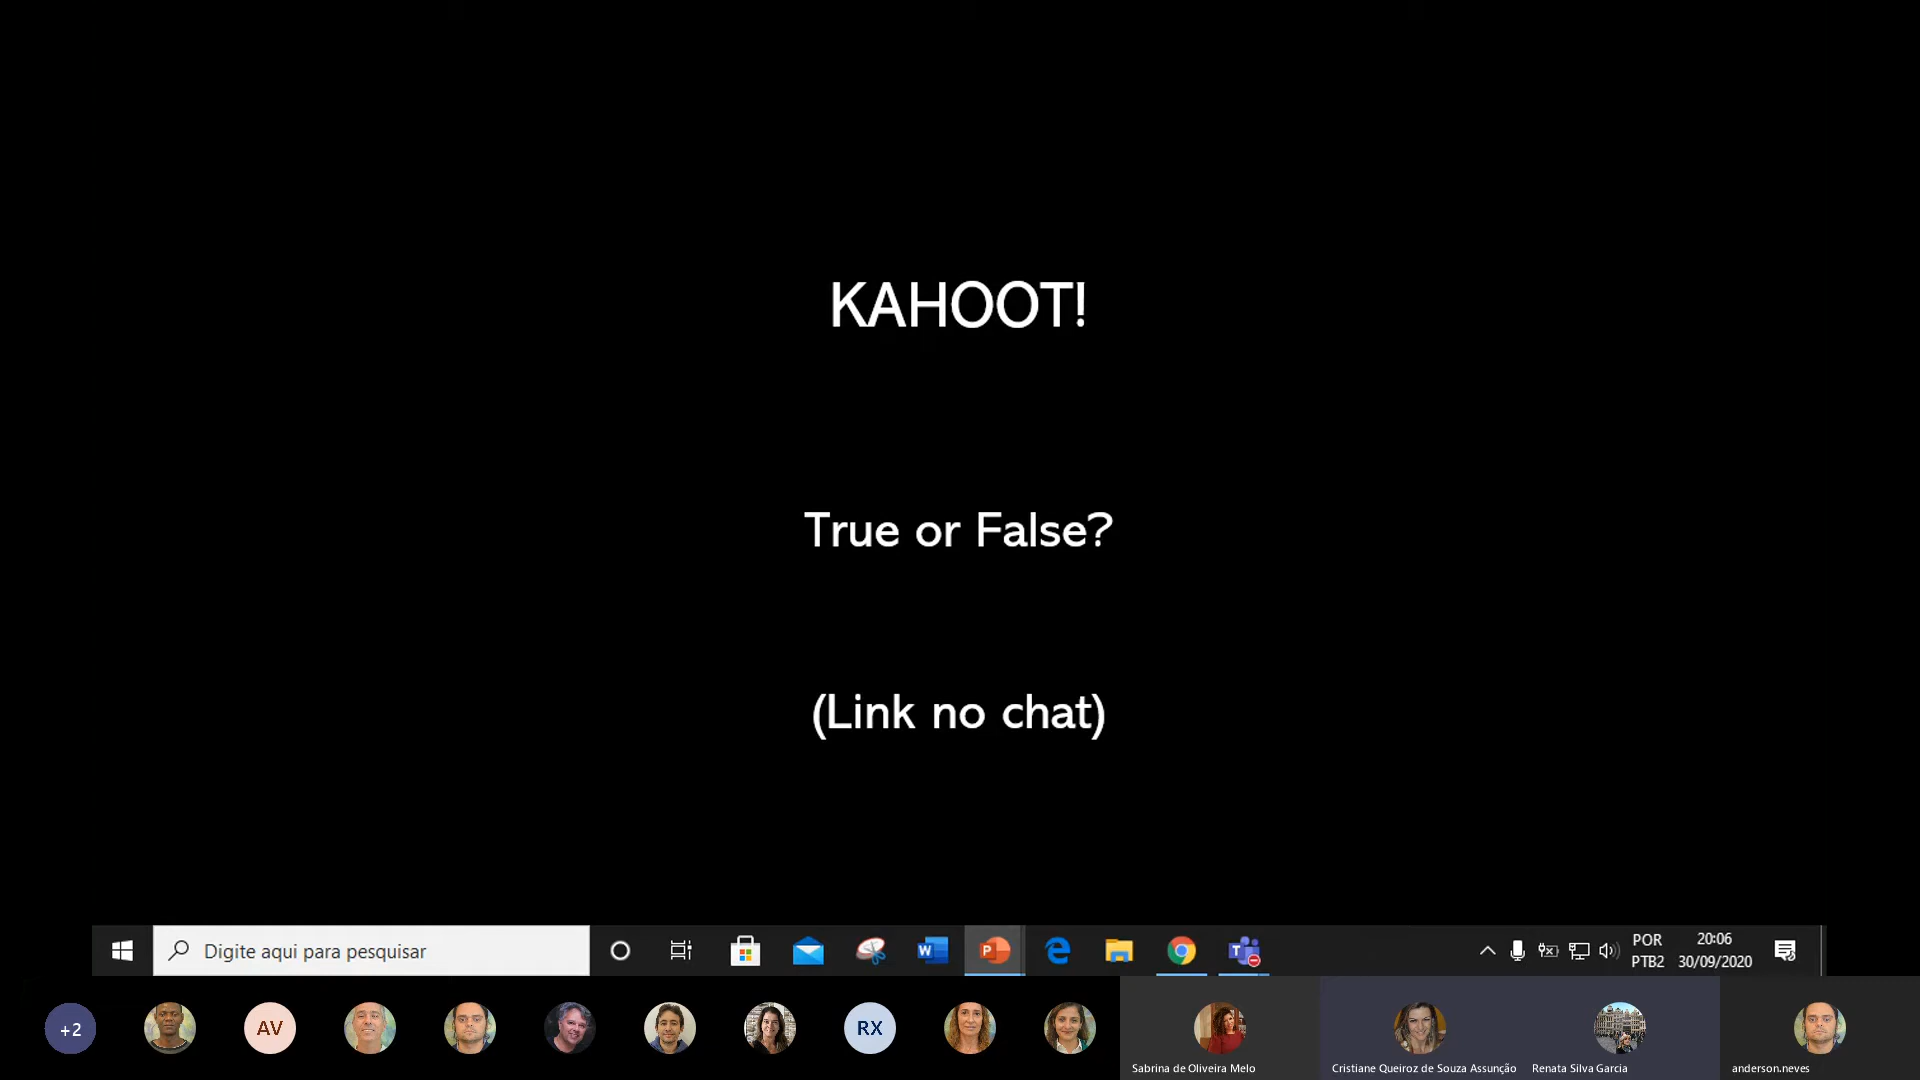 KAHOOT!
True or False?
(Link no chat)
Digite aqui para pesquisar
POR
PTB2
20:06
30/09/2020
+2
AV
RX
Sabrina de Oliveira Melo
Cristiane Queiroz de Souza Assunção
Renata Silva Garcia
anderson.neves